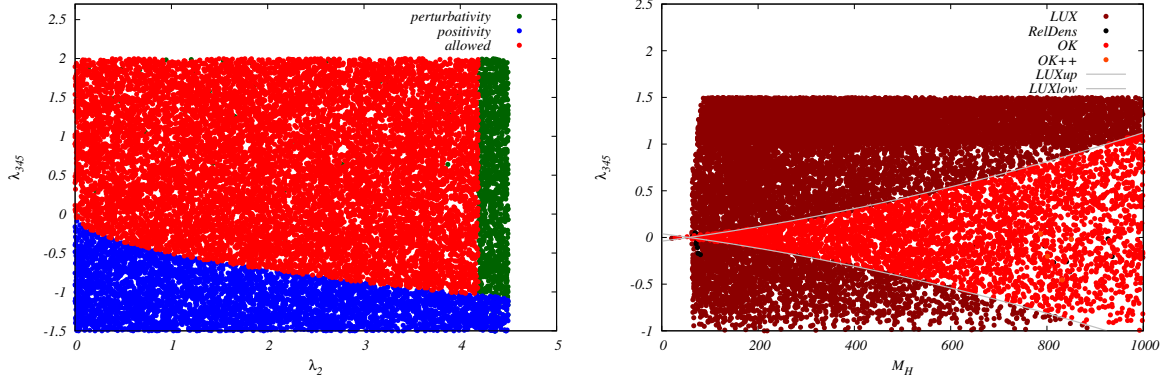 2.5
2
1.5
1
0.5
0
-0.5
-1
-1.5
0
1
2
3
4
5
λ345
λ2
perturbativity
positivity
allowed
2.5
2
1.5
1
0.5
0
-0.5
-1
0
200
400
600
800
1000
λ345
MH
LUX
RelDens
OK
OK++
LUXup
LUXlow